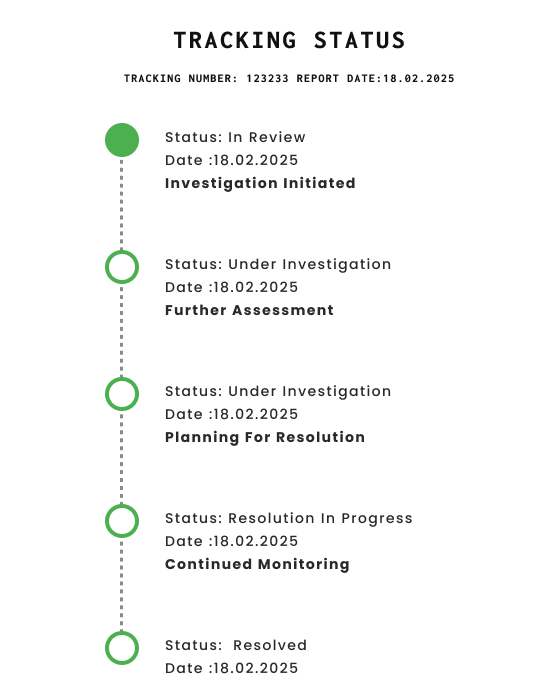 TRACKING STATUS
TRACKING NUMBER: 123233 REPORT DATE:18.02.2025
Status: In Review
Date :18.02.2025
Investigation Initiated
Status: Under Investigation
Date :18.02.2025
Further Assessment
Status: Under Investigation
Date :18.02.2025
Planning For Resolution
Status: Resolution In Progress
Date :18.02.2025
Continued Monitoring
Status:  Resolved
Date :18.02.2025